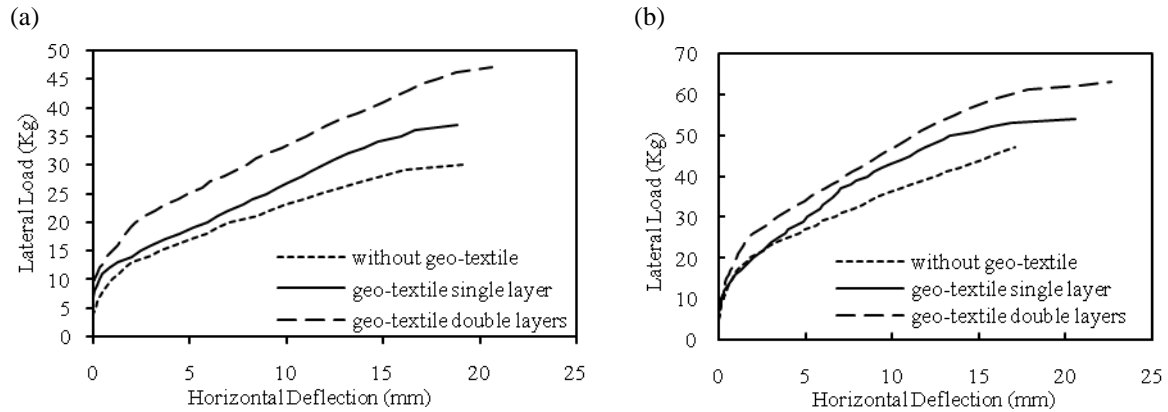 (a)
50
45
40
35
30
25
20
15
10
5
0
Lateral Load (Kg)
without geo-textile
geo-textile single layer
geo-textile double layers
0 5 10 15 20 25
Horizontal Deflection (mm)
(b)
70
60
50
40
30
20
10
0
Lateral Load (Kg)
without geo-textile
geo-textile single layer
geo-textile double layers
0 5 10 15 20 25
Horizontal Deflection (mm)